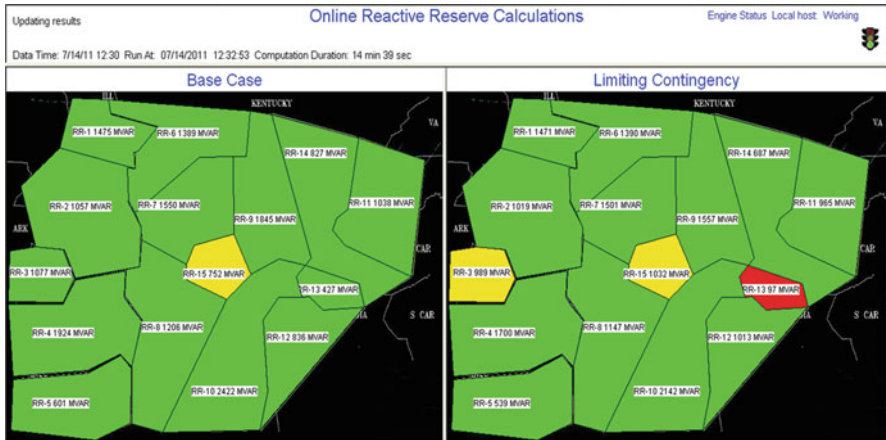 Updating results
Online Reactive Reserve Calculations
Engine Status Local host: Working
Data Time: 7/14/11 12:30 Run At: 07/14/2011 12:32:53 Computation Duration: 14 min 39 sec
Base Case
KENTUCKY
VA
RR-1 1475 MVAR
RR-6 1389 MVAR
RR-14 827 MVAR
RR-2 1057 MVAR
RR-7 1550 MVAR
RR-11 1038 MVAR
RR-9 1845 MVAR
ARK
CAR
RR-3 1077 MVAR
RR-15 752 MVAR
RR-13 427 MVAR
S CAR
RR-4 1924 MVAR
RR-8 1206 MVAR
RR-12 836 MVAR
RR-10 2422 MVAR
RR-5 601 MVAR
Limiting Contingency
KENTUCKY
VA
RR-1 1471 MVAR
RR-6 1390 MVAR
RR-14 687 MVAR
RR-2 1019 MVAR
RR-7 1501 MVAR
RR-11 965 MVAR
RR-9 1557 MVAR
ARK
CAR
RR-3 989 MVAR
RR-15 1032 MVAR
RR-13 97 MVAR
S CAR
RR-4 1700 MVAR
RR-8 1147 MVAR
RR-12 1013 MVAR
RR-10 2142 MVAR
RR-5 539 MVAR